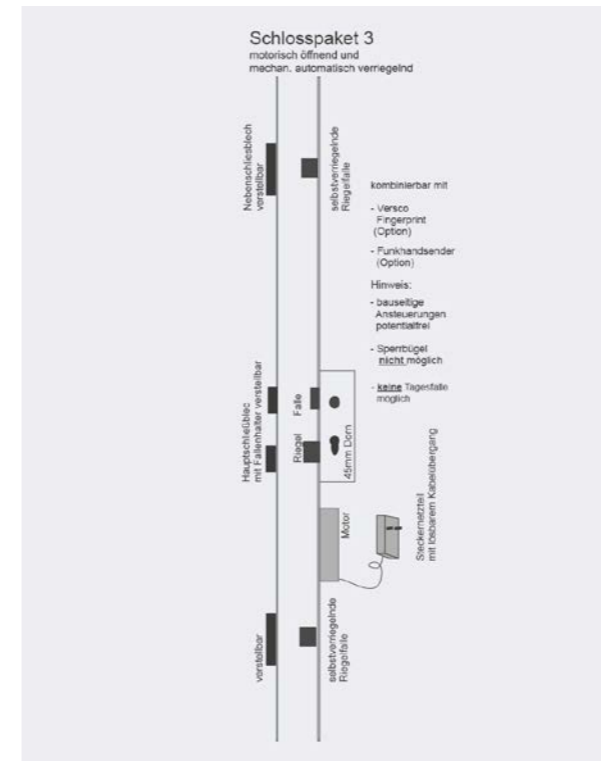 Schlosspaket 3
motorisch öffnend und
mechan. automatisch verriegelnd
Nebenschliesblech
verstellbar
selbstverriegelnde
Riegelfalle
kombinierbar mit
- Versco
Fingerprint
(Option)
- Funkhandsender
(Option)
Hinweis:
- bauseitige
Ansteuerungen
potentialfrei
- Sperrbügel
nicht möglich
- keine Tagesfalle
möglich
Hauptschließblec
mit Fallenhalter verstellbar
Falle
Riegel
45mm Dorn
Motor
Steckernetzteil
mit lösbarem Kabelübergang
verstellbar
selbstverriegelnde
Riegelfalle